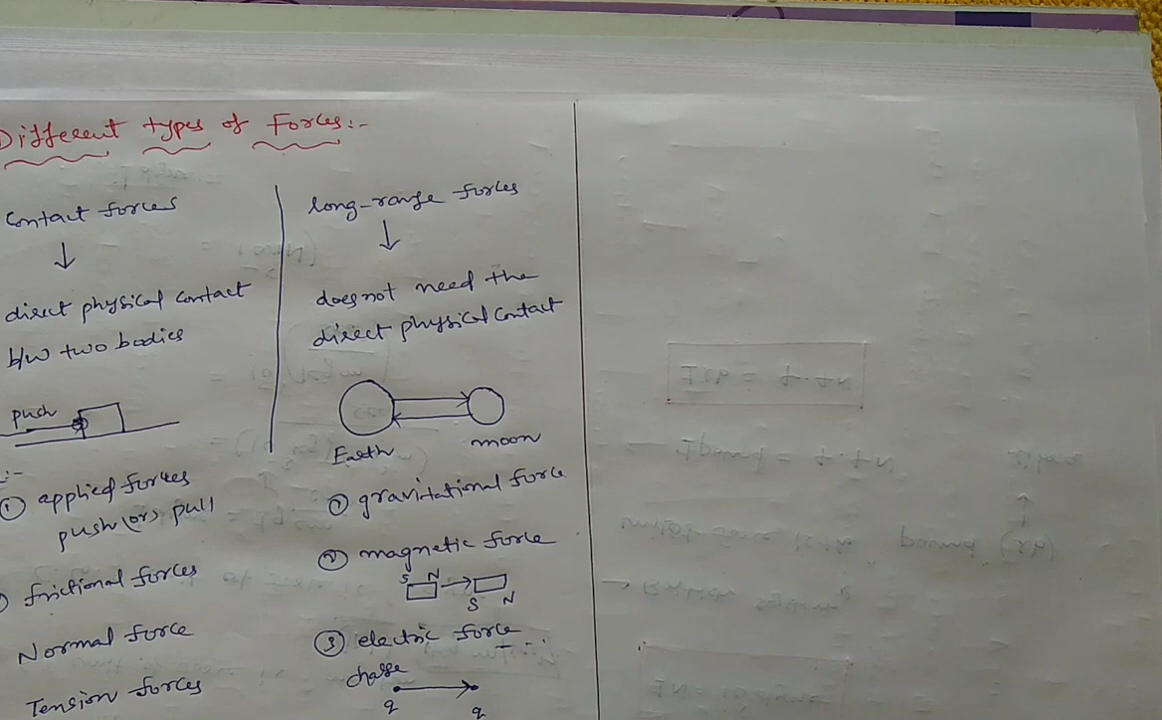 Different types of Forces:-
Contact forces
↓
direct physical contact
b/w two bodies
push
① applied forces
push (or) pull
frictional forces
Normal force
Tension forces
long-range forces
↓
does not need the
direct physical contact
Earth moon
① gravitational force
② magnetic force
S N → S N
③ electric force
charge
q q